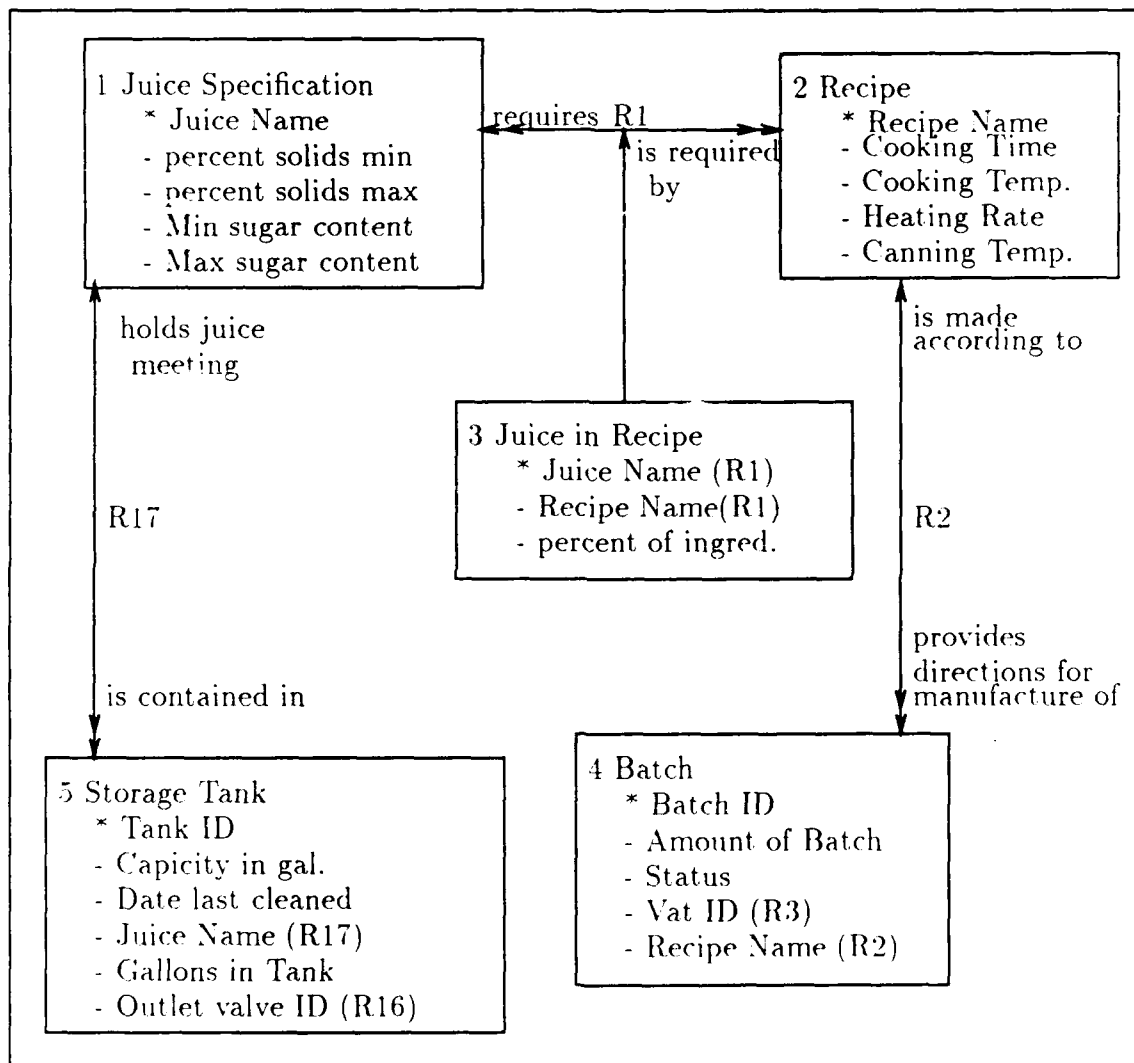 1 Juice Specification
* Juice Name
- percent solids min
- percent solids max
- Min sugar content
- Max sugar content
requires R1
is required
by
2 Recipe
* Recipe Name
- Cooking Time
- Cooking Temp.
- Heating Rate
- Canning Temp.
holds juice
meeting
R17
is contained in
3 Juice in Recipe
* Juice Name (R1)
- Recipe Name(R1)
- percent of ingred.
is made
according to
R2
provides
directions for
manufacture of
5 Storage Tank
* Tank ID
- Capicity in gal.
- Date last cleaned
- Juice Name (R17)
- Gallons in Tank
- Outlet valve ID (R16)
4 Batch
* Batch ID
- Amount of Batch
- Status
- Vat ID (R3)
- Recipe Name (R2)